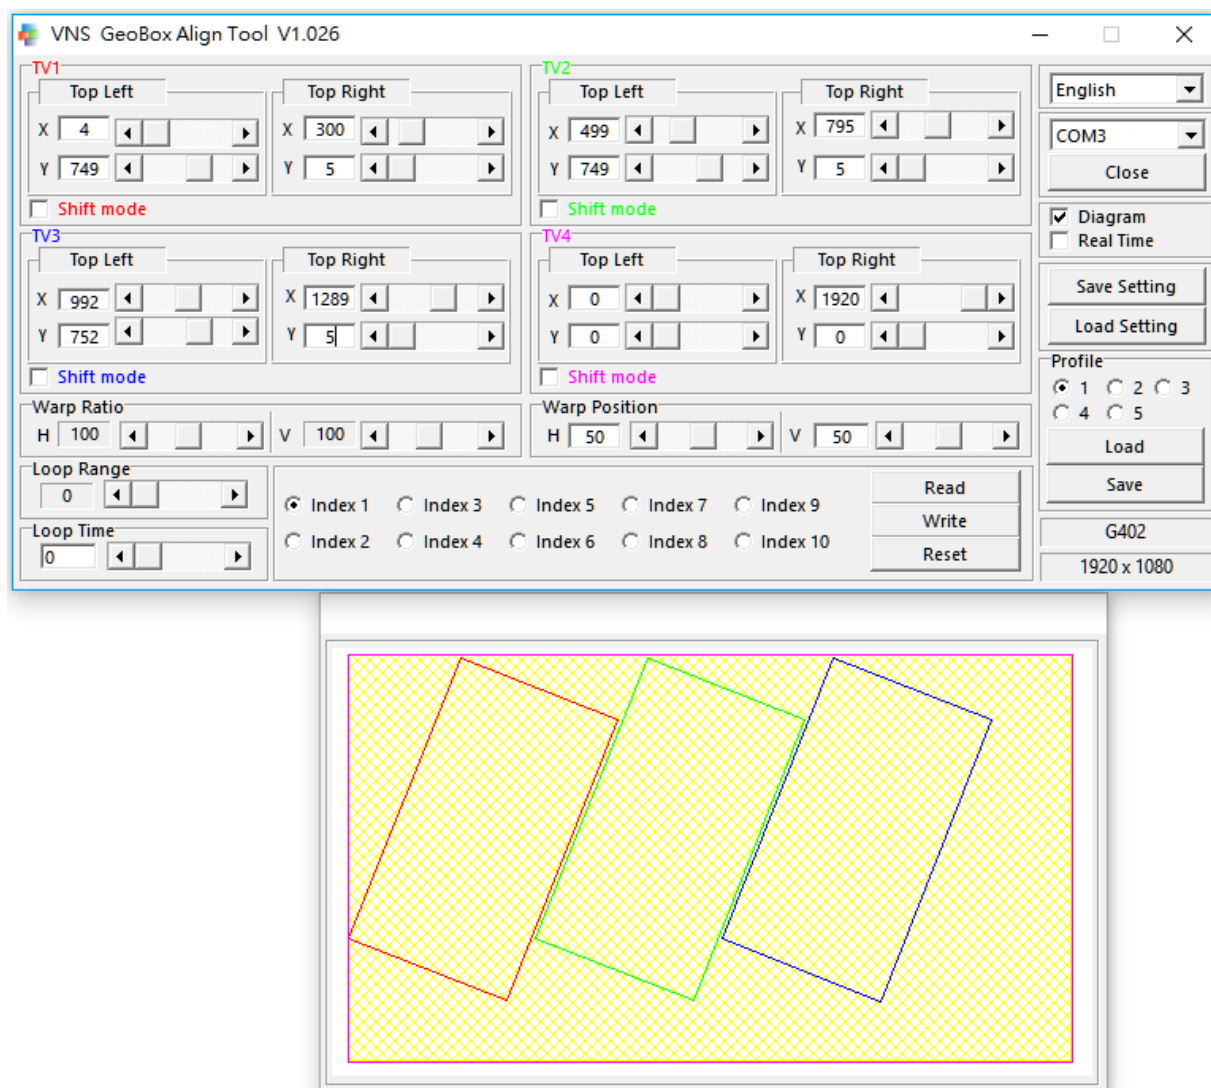 VNS GeoBox Align Tool V1.026
TV1
Top Left
X 4
Y 749
Top Right
X 300
Y 5
Shift mode
TV2
Top Left
X 499
Y 749
Top Right
X 795
Y 5
Shift mode
English
COM3
Close
Diagram
Real Time
TV3
Top Left
X 992
Y 752
Top Right
X 1289
Y 5
Shift mode
TV4
Top Left
X 0
Y 0
Top Right
X 1920
Y 0
Shift mode
Save Setting
Load Setting
Profile
1 2 3
4 5
Load
Save
Warp Ratio
H 100 V 100
Warp Position
H 50 V 50
Loop Range
0
Loop Time
0
Index 1 Index 3 Index 5 Index 7 Index 9
Index 2 Index 4 Index 6 Index 8 Index 10
Read
Write
Reset
G402
1920 x 1080